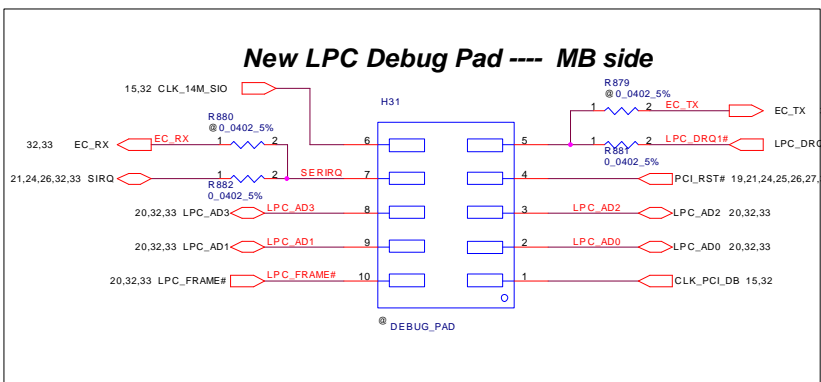 New LPC Debug Pad ---- MB side
15,32 CLK_14M_SIO
H31
R879
@0_0402_5%
1 2 EC_TX EC_TX
R880
@0_0402_5%
32,33 EC_RX EC_RX 1 2
6 5
1 2 LPC_DRQ1# LPC_DRQ
R881
0_0402_5%
21,24,26,32,33 SIRQ 1 2 SERIRQ 7
R882
0_0402_5%
4 PCI_RST# 19,21,24,25,26,27,
20,32,33 LPC_AD3 LPC_AD3 8
3 LPC_AD2 LPC_AD2 20,32,33
20,32,33 LPC_AD1 LPC_AD1 9
2 LPC_AD0 LPC_AD0 20,32,33
20,32,33 LPC_FRAME# LPC_FRAME# 10
1 CLK_PCI_DB 15,32
@ DEBUG_PAD